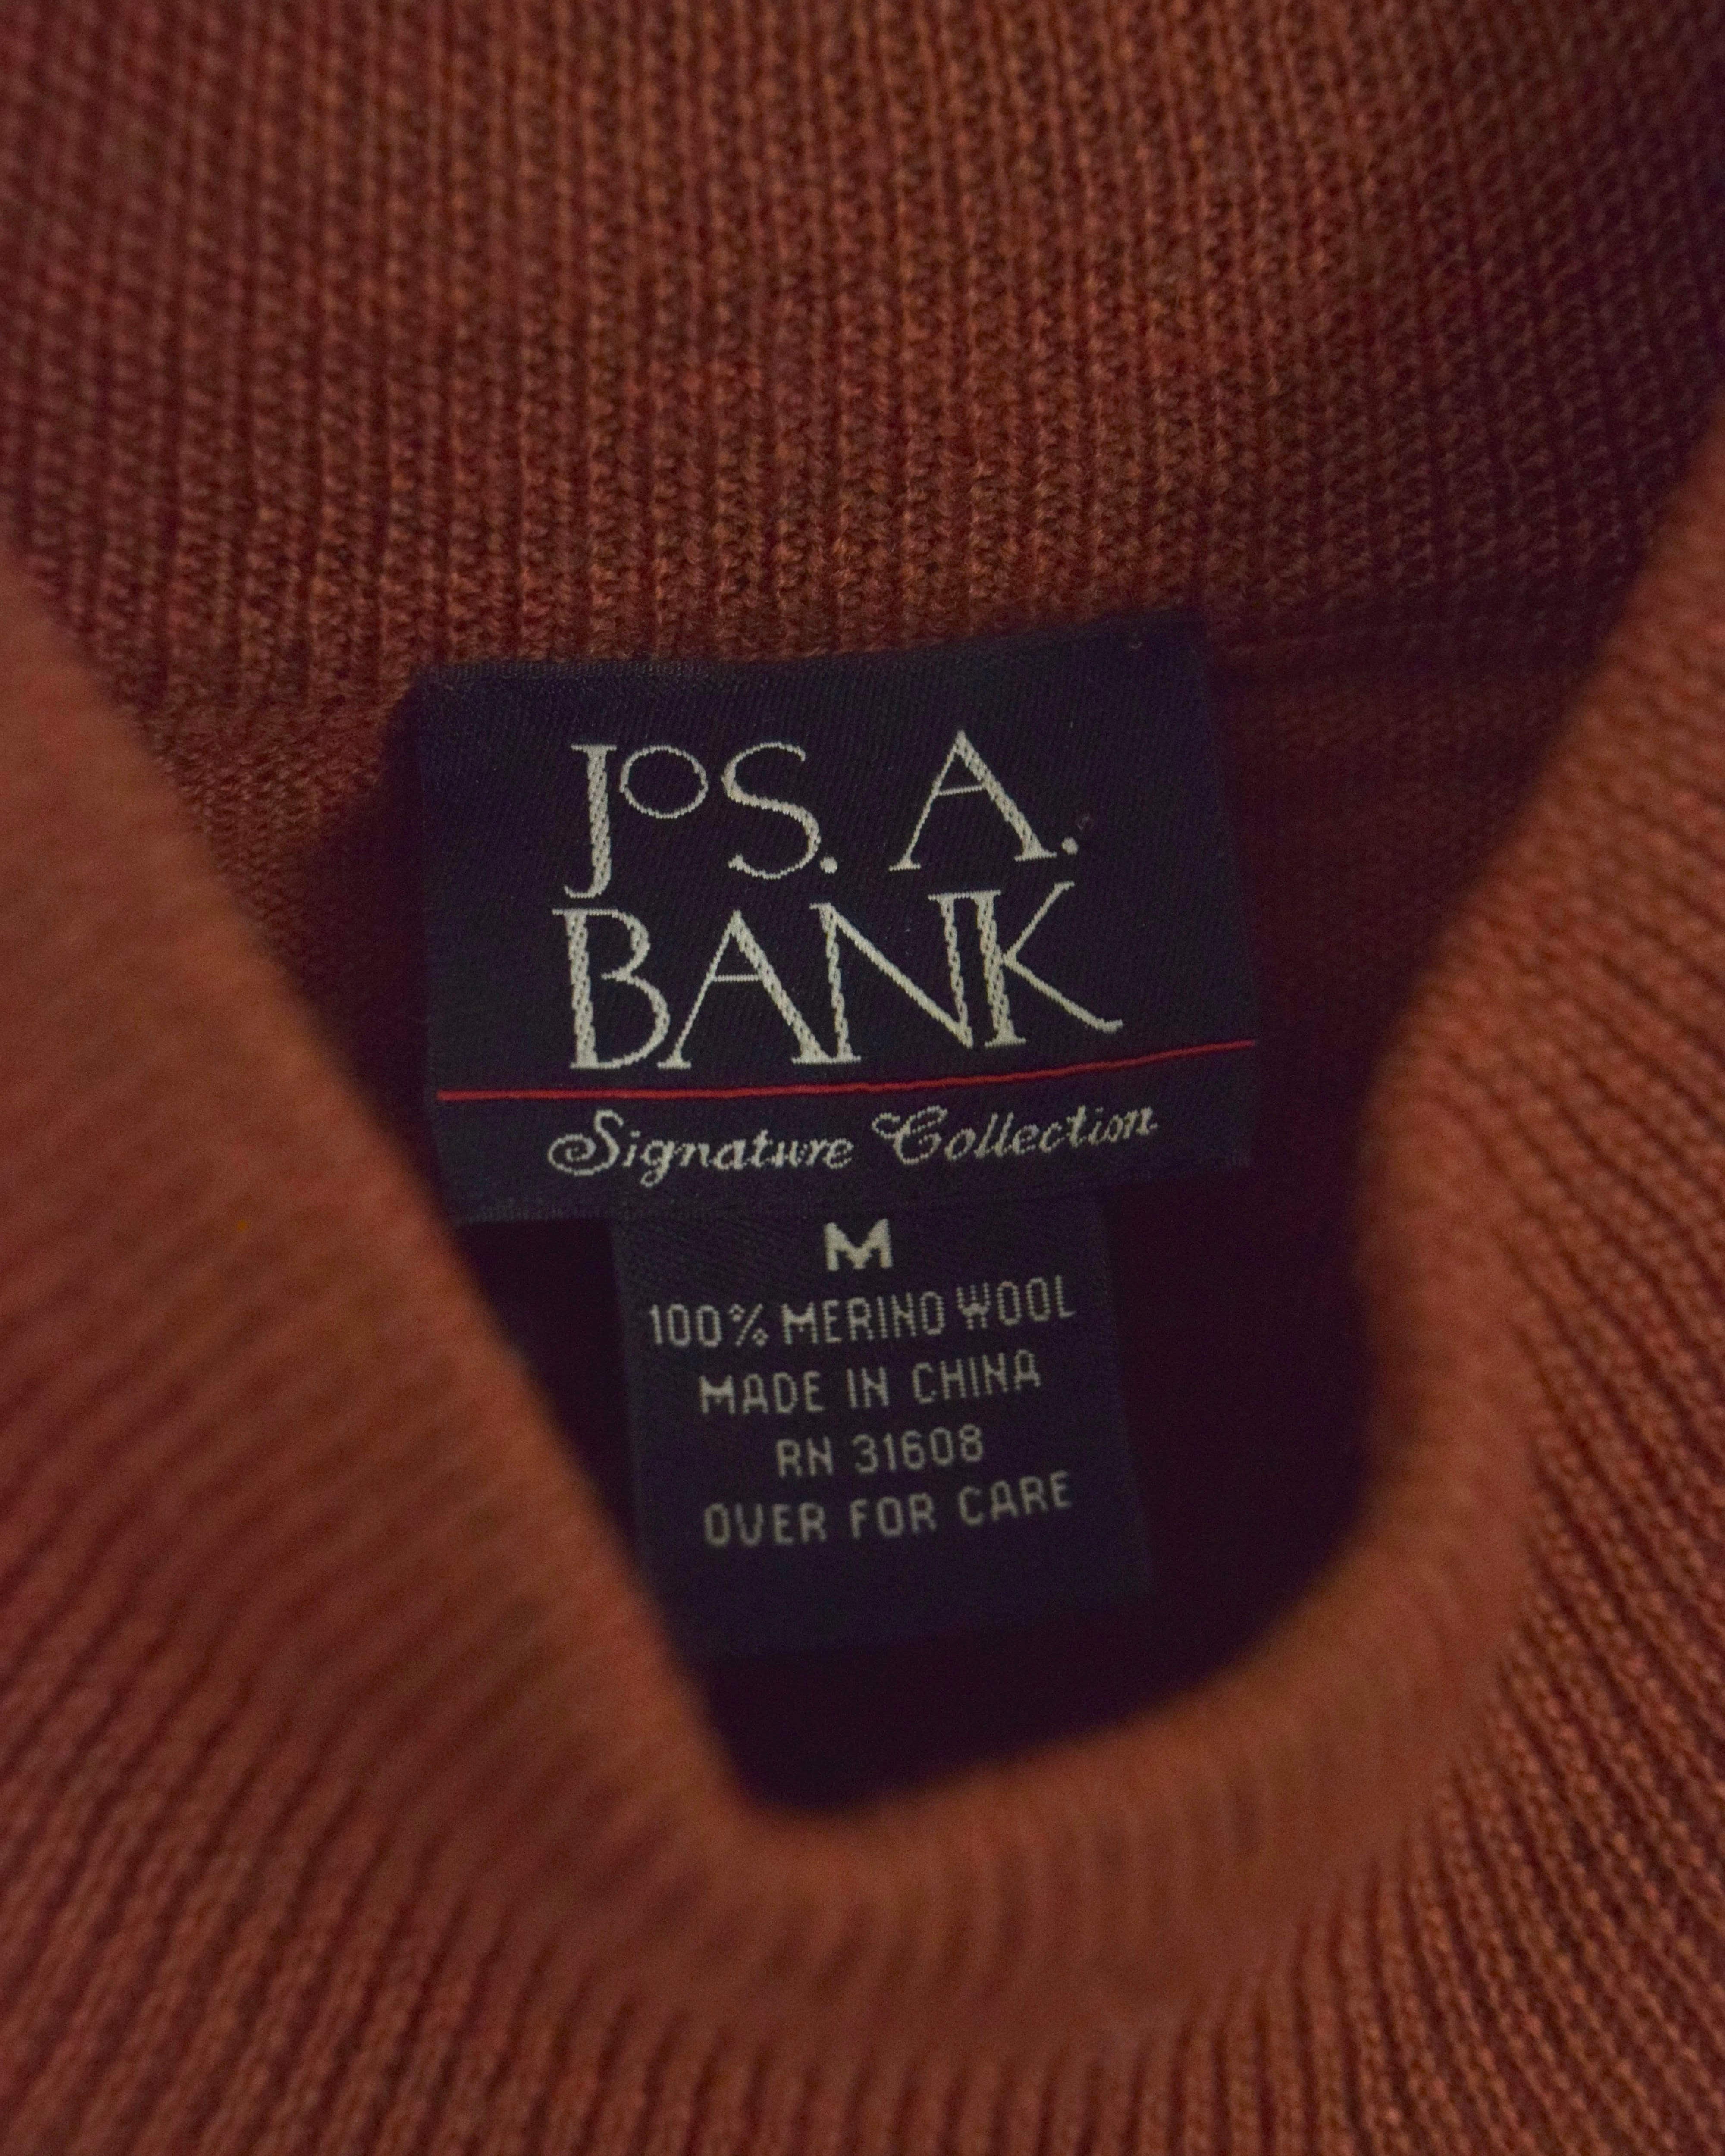 JOS. A.
BANK
Signature Collection
M
100% MERINO WOOL
MADE IN CHINA
RN 31608
OVER FOR CARE